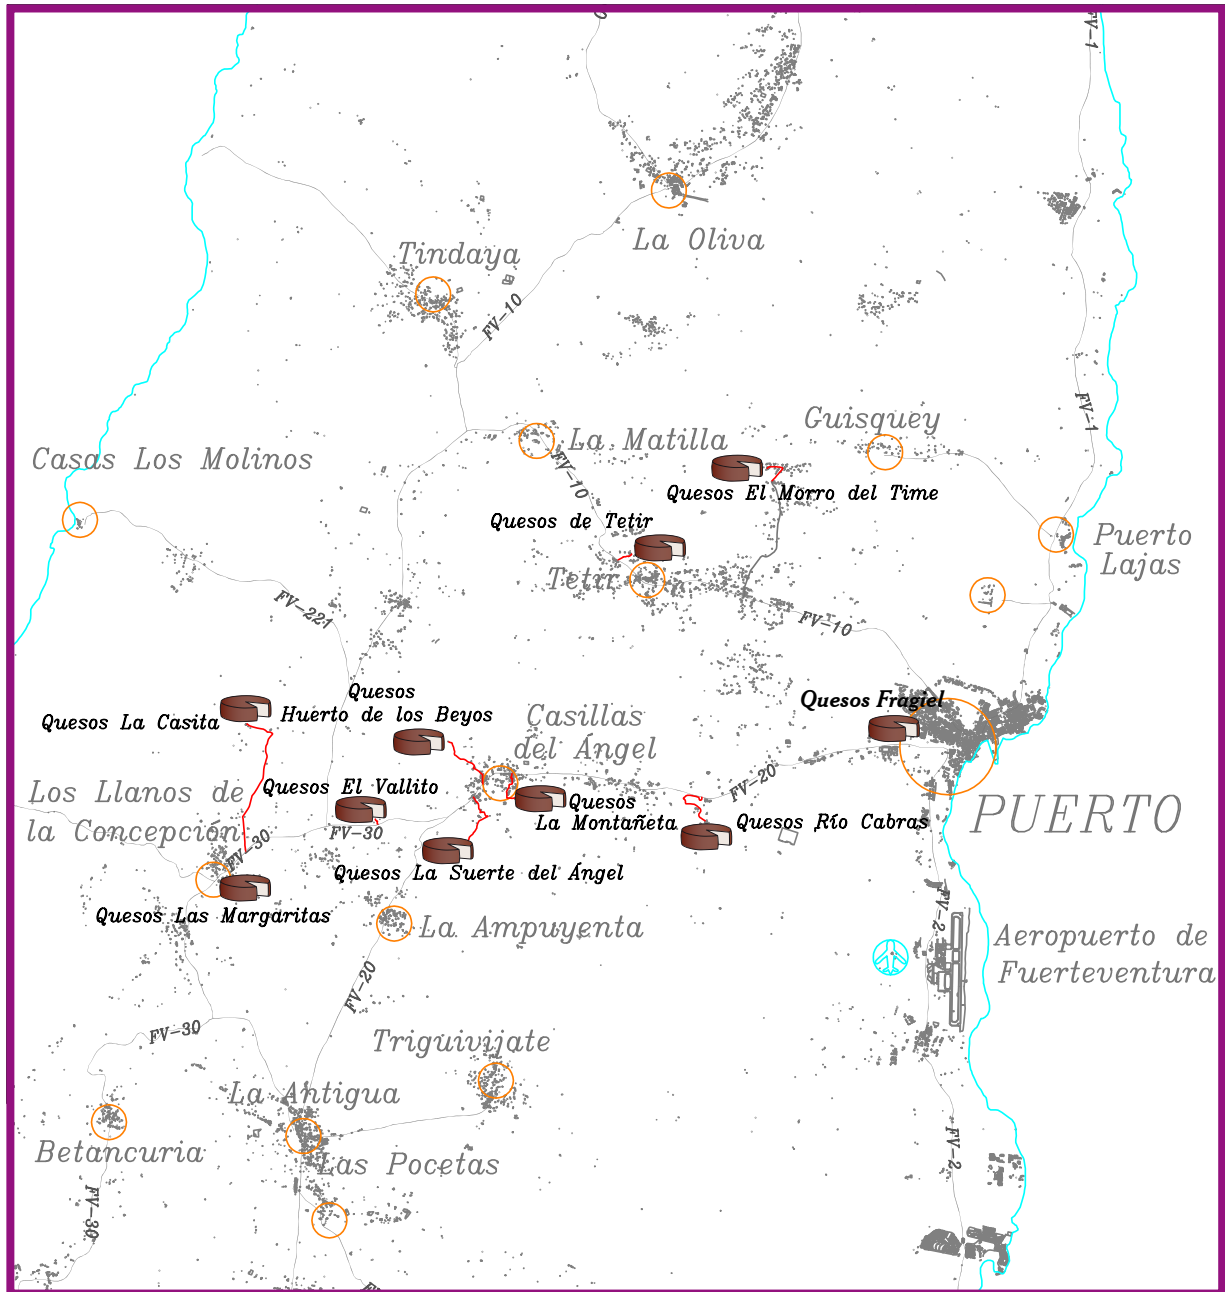 FV-1
La Oliva
Tindaya
FV-10
Guisquey
FV-1
La Matilla
Casas Los Molinos
FV-10
Quesos El Morro del Time
Quesos de Tetir
Puerto
Lajas
Tetir
FV-221
FV-10
Quesos
Huerto de los Beyos
Quesos La Casita
Quesos Fragiel
Casillas
del Ángel
FV-20
Quesos El Vallito
Los Llanos de
la Concepción
FV-30
FV-30
Quesos
La Montañeta
Quesos Río Cabras
PUERTO
Quesos La Suerte del Ángel
Quesos Las Margaritas
La Ampuyenta
FV-2
Aeropuerto de
Fuerteventura
FV-20
FV-30
Triguivijate
La Antigua
Betancuria
Las Pocetas
FV-2
FV-30